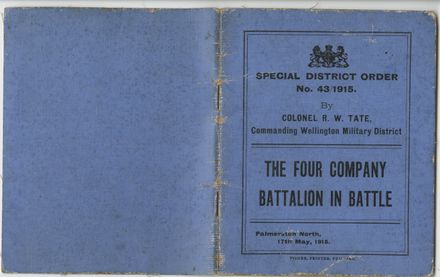 SPECIAL DISTRICT ORDER
No. 43/1915.
By
COLONEL R. W. TATE,
Commanding Wellington Military District
THE FOUR COMPANY
BATTALION IN BATTLE
Palmerston North,
17th May, 1915.
PRINTER,